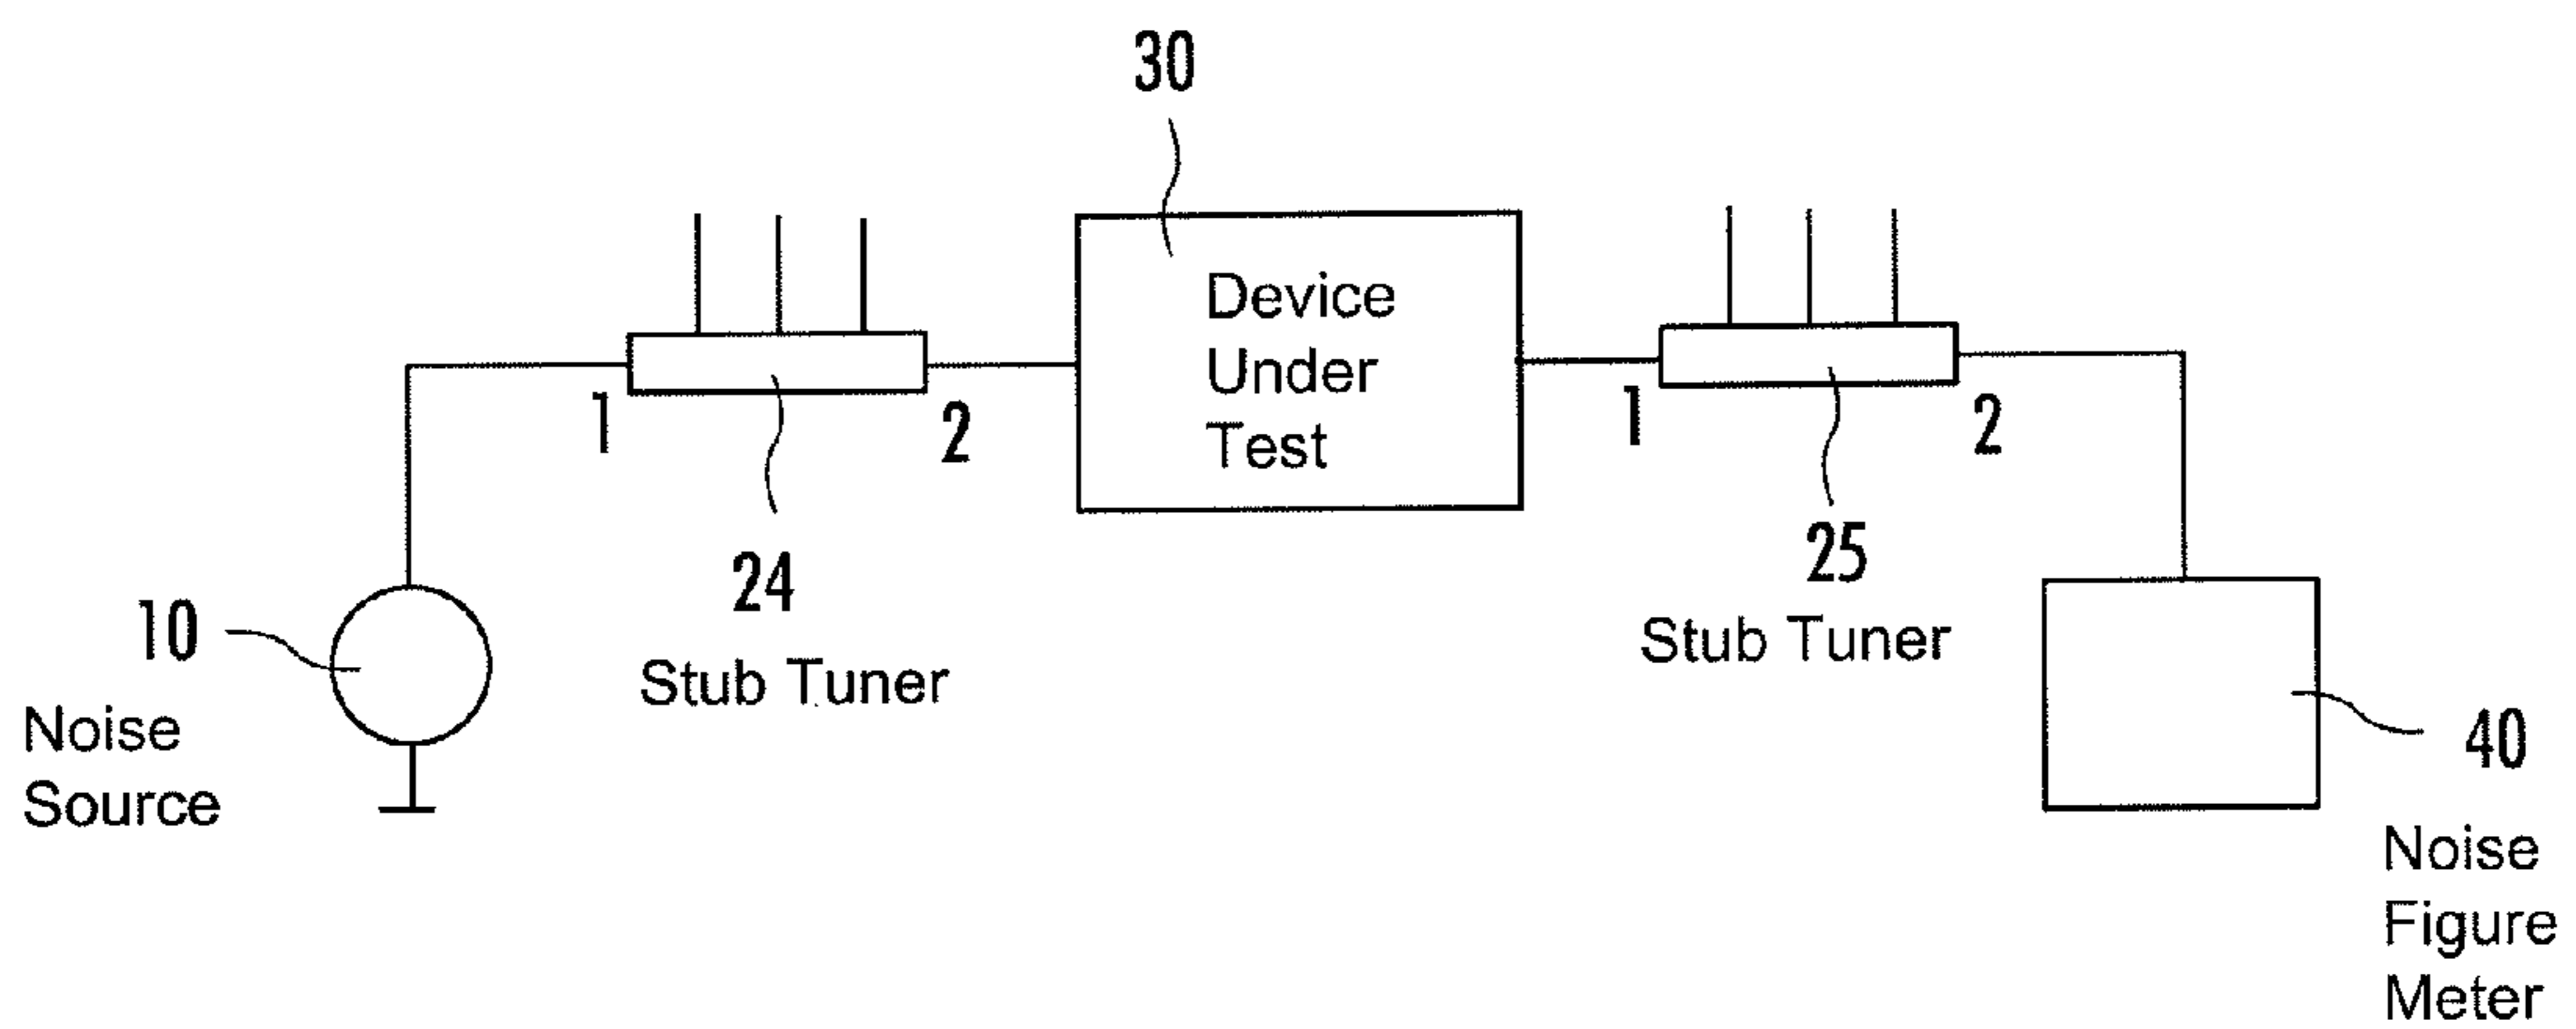 30
Device
Under
Test
1
2
1
2
24
Stub Tuner
25
Stub Tuner
10
Noise
Source
40
Noise
Figure
Meter